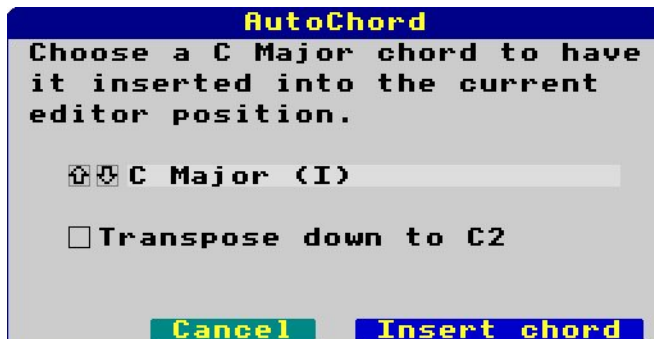 AutoChord
Choose a C Major chord to have
it inserted into the current
editor position.
C Major (I)
Transpose down to C2
Cancel Insert chord